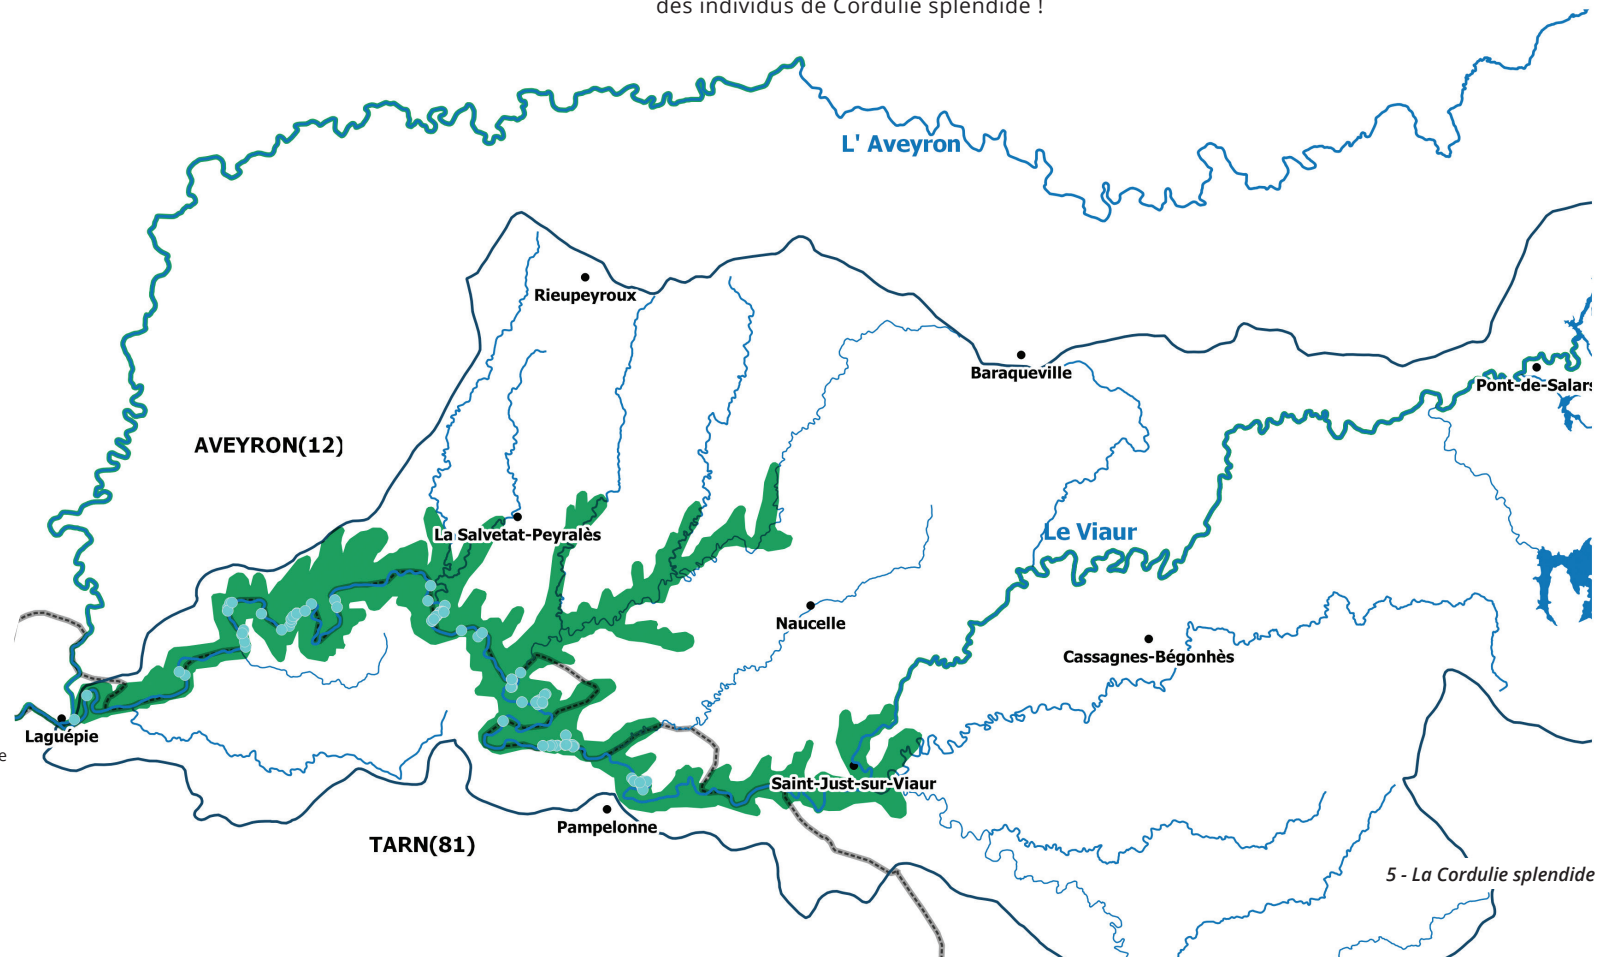 des individus de Cordulie splendide !
L' Aveyron
Rieupeyroux
Baraqueville
Pont-de-Salars
AVEYRON(12)
La Salvetat-Peyralès
Le Viaur
Naucelle
Cassagnes-Bégonhès
Laguépie
e
Saint-Just-sur-Viaur
Pampelonne
TARN(81)
5 - La Cordulie splendide